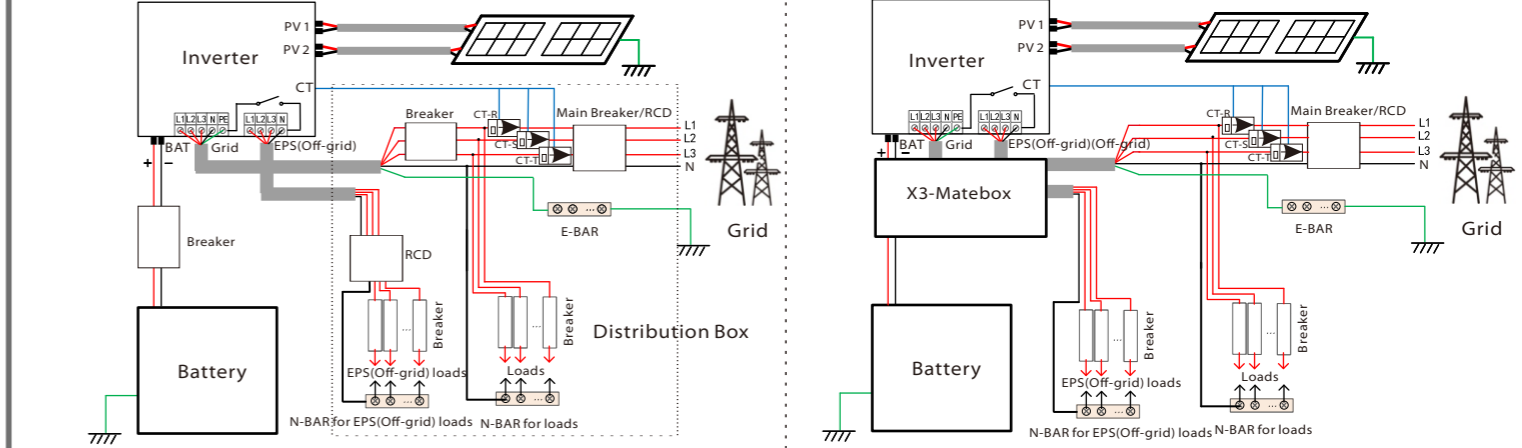 PV 1
Inverter
PV 2
CT
Breaker
CT-R
Main Breaker/RCD
L1 L2 L3 N PE
L1 L2 L3 N
L1
CT-S
L2
+
−
BAT
Grid
EPS(Off-grid)
CT-T
L3
N
Breaker
E-BAR
Grid
RCD
...
Breaker
...
Breaker
Distribution Box
Battery
EPS(Off-grid) loads
Loads
...
...
N-BAR for EPS(Off-grid) loads
N-BAR for loads
PV 1
Inverter
PV 2
CT
CT-R
Main Breaker/RCD
L1 L2 L3 N PE
L1 L2 L3 N
L1
CT-S
L2
+
−
BAT
Grid
EPS(Off-grid)(Off-grid)
CT-T
L3
N
X3-Matebox
...
E-BAR
Grid
...
Breaker
...
Breaker
Battery
EPS(Off-grid) loads
Loads
...
...
N-BAR for EPS(Off-grid) loads
N-BAR for loads